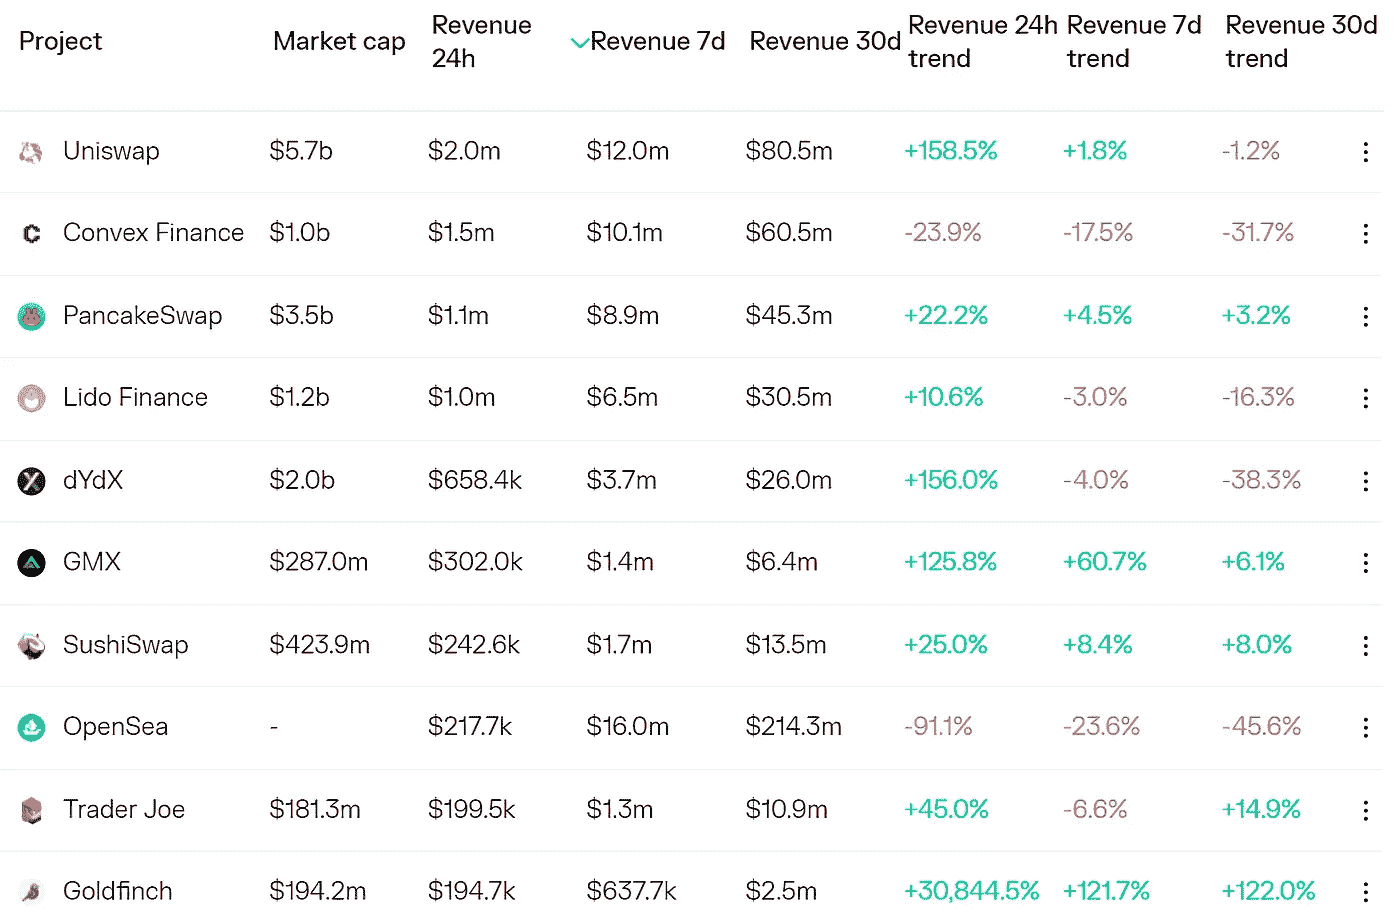 Project Market cap Revenue 24h Revenue 7d Revenue 30d Revenue 24h trend Revenue 7d trend Revenue 30d trend
Uniswap $5.7b $2.0m $12.0m $80.5m +158.5% +1.8% -1.2%
Convex Finance $1.0b $1.5m $10.1m $60.5m -23.9% -17.5% -31.7%
PancakeSwap $3.5b $1.1m $8.9m $45.3m +22.2% +4.5% +3.2%
Lido Finance $1.2b $1.0m $6.5m $30.5m +10.6% -3.0% -16.3%
dYdX $2.0b $658.4k $3.7m $26.0m +156.0% -4.0% -38.3%
GMX $287.0m $302.0k $1.4m $6.4m +125.8% +60.7% +6.1%
SushiSwap $423.9m $242.6k $1.7m $13.5m +25.0% +8.4% +8.0%
OpenSea - $217.7k $16.0m $214.3m -91.1% -23.6% -45.6%
Trader Joe $181.3m $199.5k $1.3m $10.9m +45.0% -6.6% +14.9%
Goldfinch $194.2m $194.7k $637.7k $2.5m +30,844.5% +121.7% +122.0%